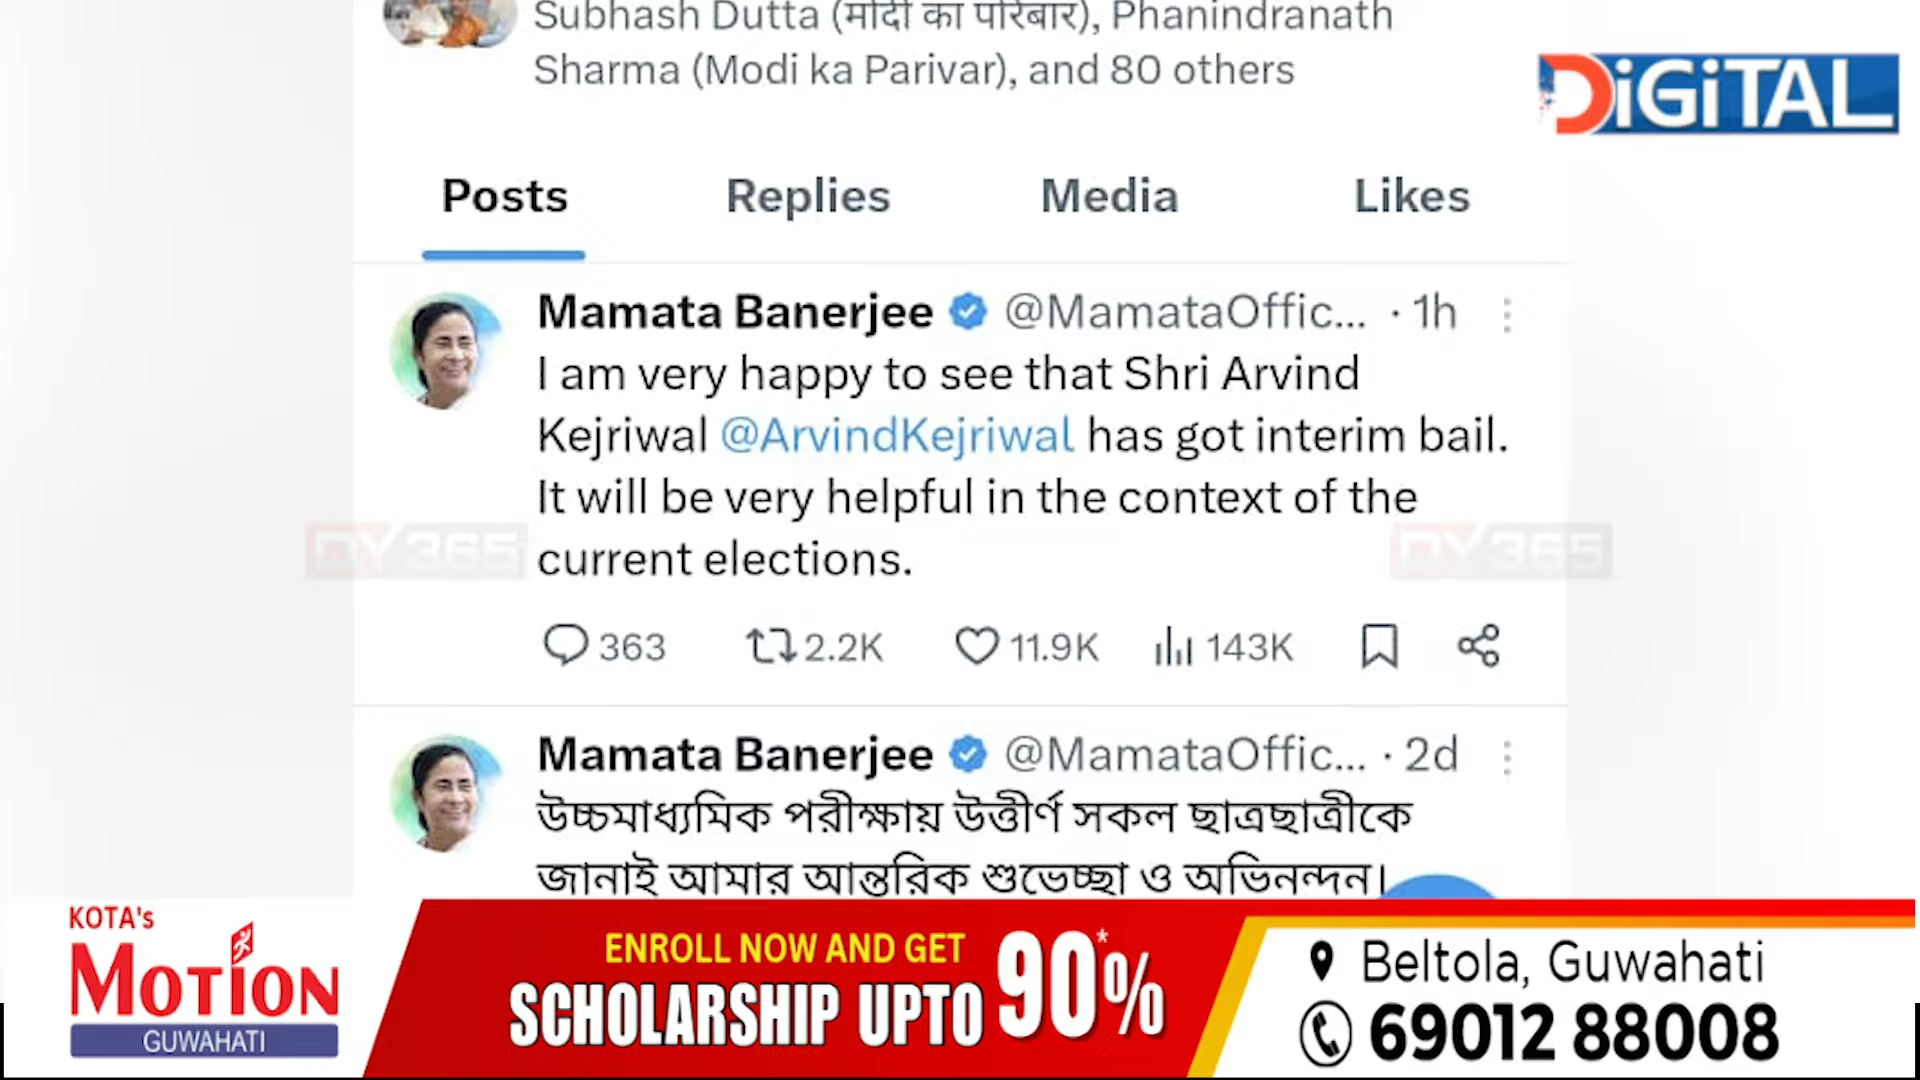 Subhash Dutta (मोदी का परिबार), Phanindranath
Sharma (Modi ka Parivar), and 80 others
DiGiTAL
Posts Replies Media Likes
Mamata Banerjee @MamataOffic... · 1h
I am very happy to see that Shri Arvind
Kejriwal @ArvindKejriwal has got interim bail.
It will be very helpful in the context of the
current elections.
DY365 DY365
363 2.2K 11.9K 143K
Mamata Banerjee @MamataOffic... · 2d
উচ্চমাধ্যমিক পরীক্ষায় উত্তীর্ণ সকল ছাত্রছাত্রীকে
জানাই আমার আন্তরিক শুভেচ্ছা ও অভিনন্দন।
KOTA's
MOTION
GUWAHATI
ENROLL NOW AND GET
SCHOLARSHIP UPTO 90*%
Beltola, Guwahati
69012 88008